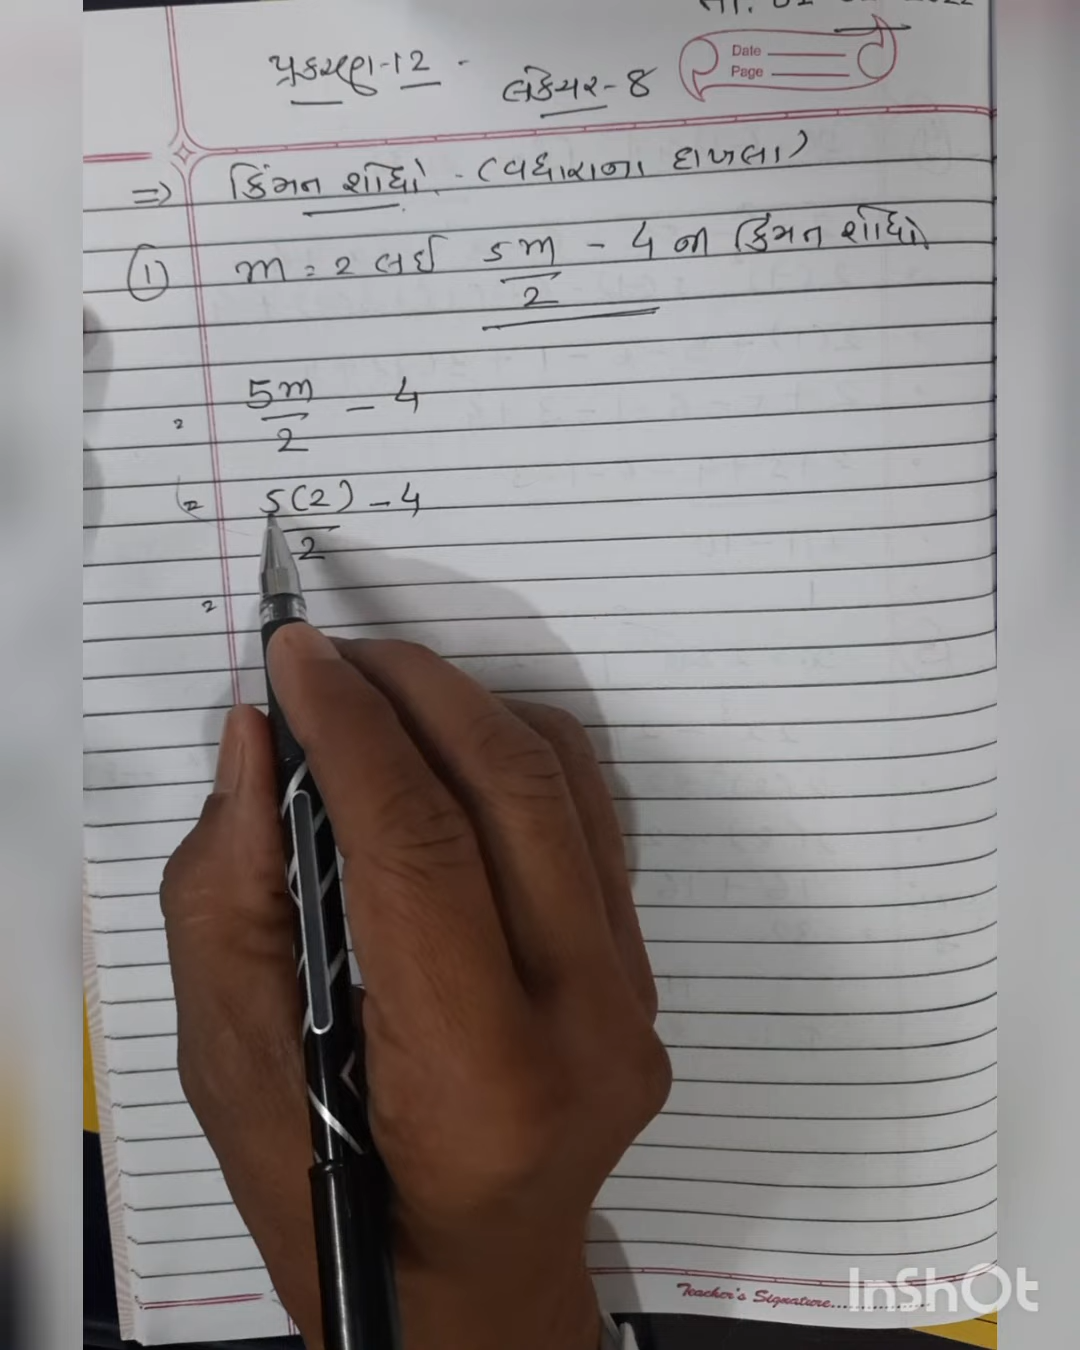 પ્રકરણ-12
લેકચર-8
Date
Page
=> કિંમત શોધો. (વધારાના દાખલા)
① m = 2 લઈ 5m/2 - 4 ની કિંમત શોધો.
= 5m/2 - 4
= 5(2)/2 - 4
=
Teacher's Signature..................
InShOt